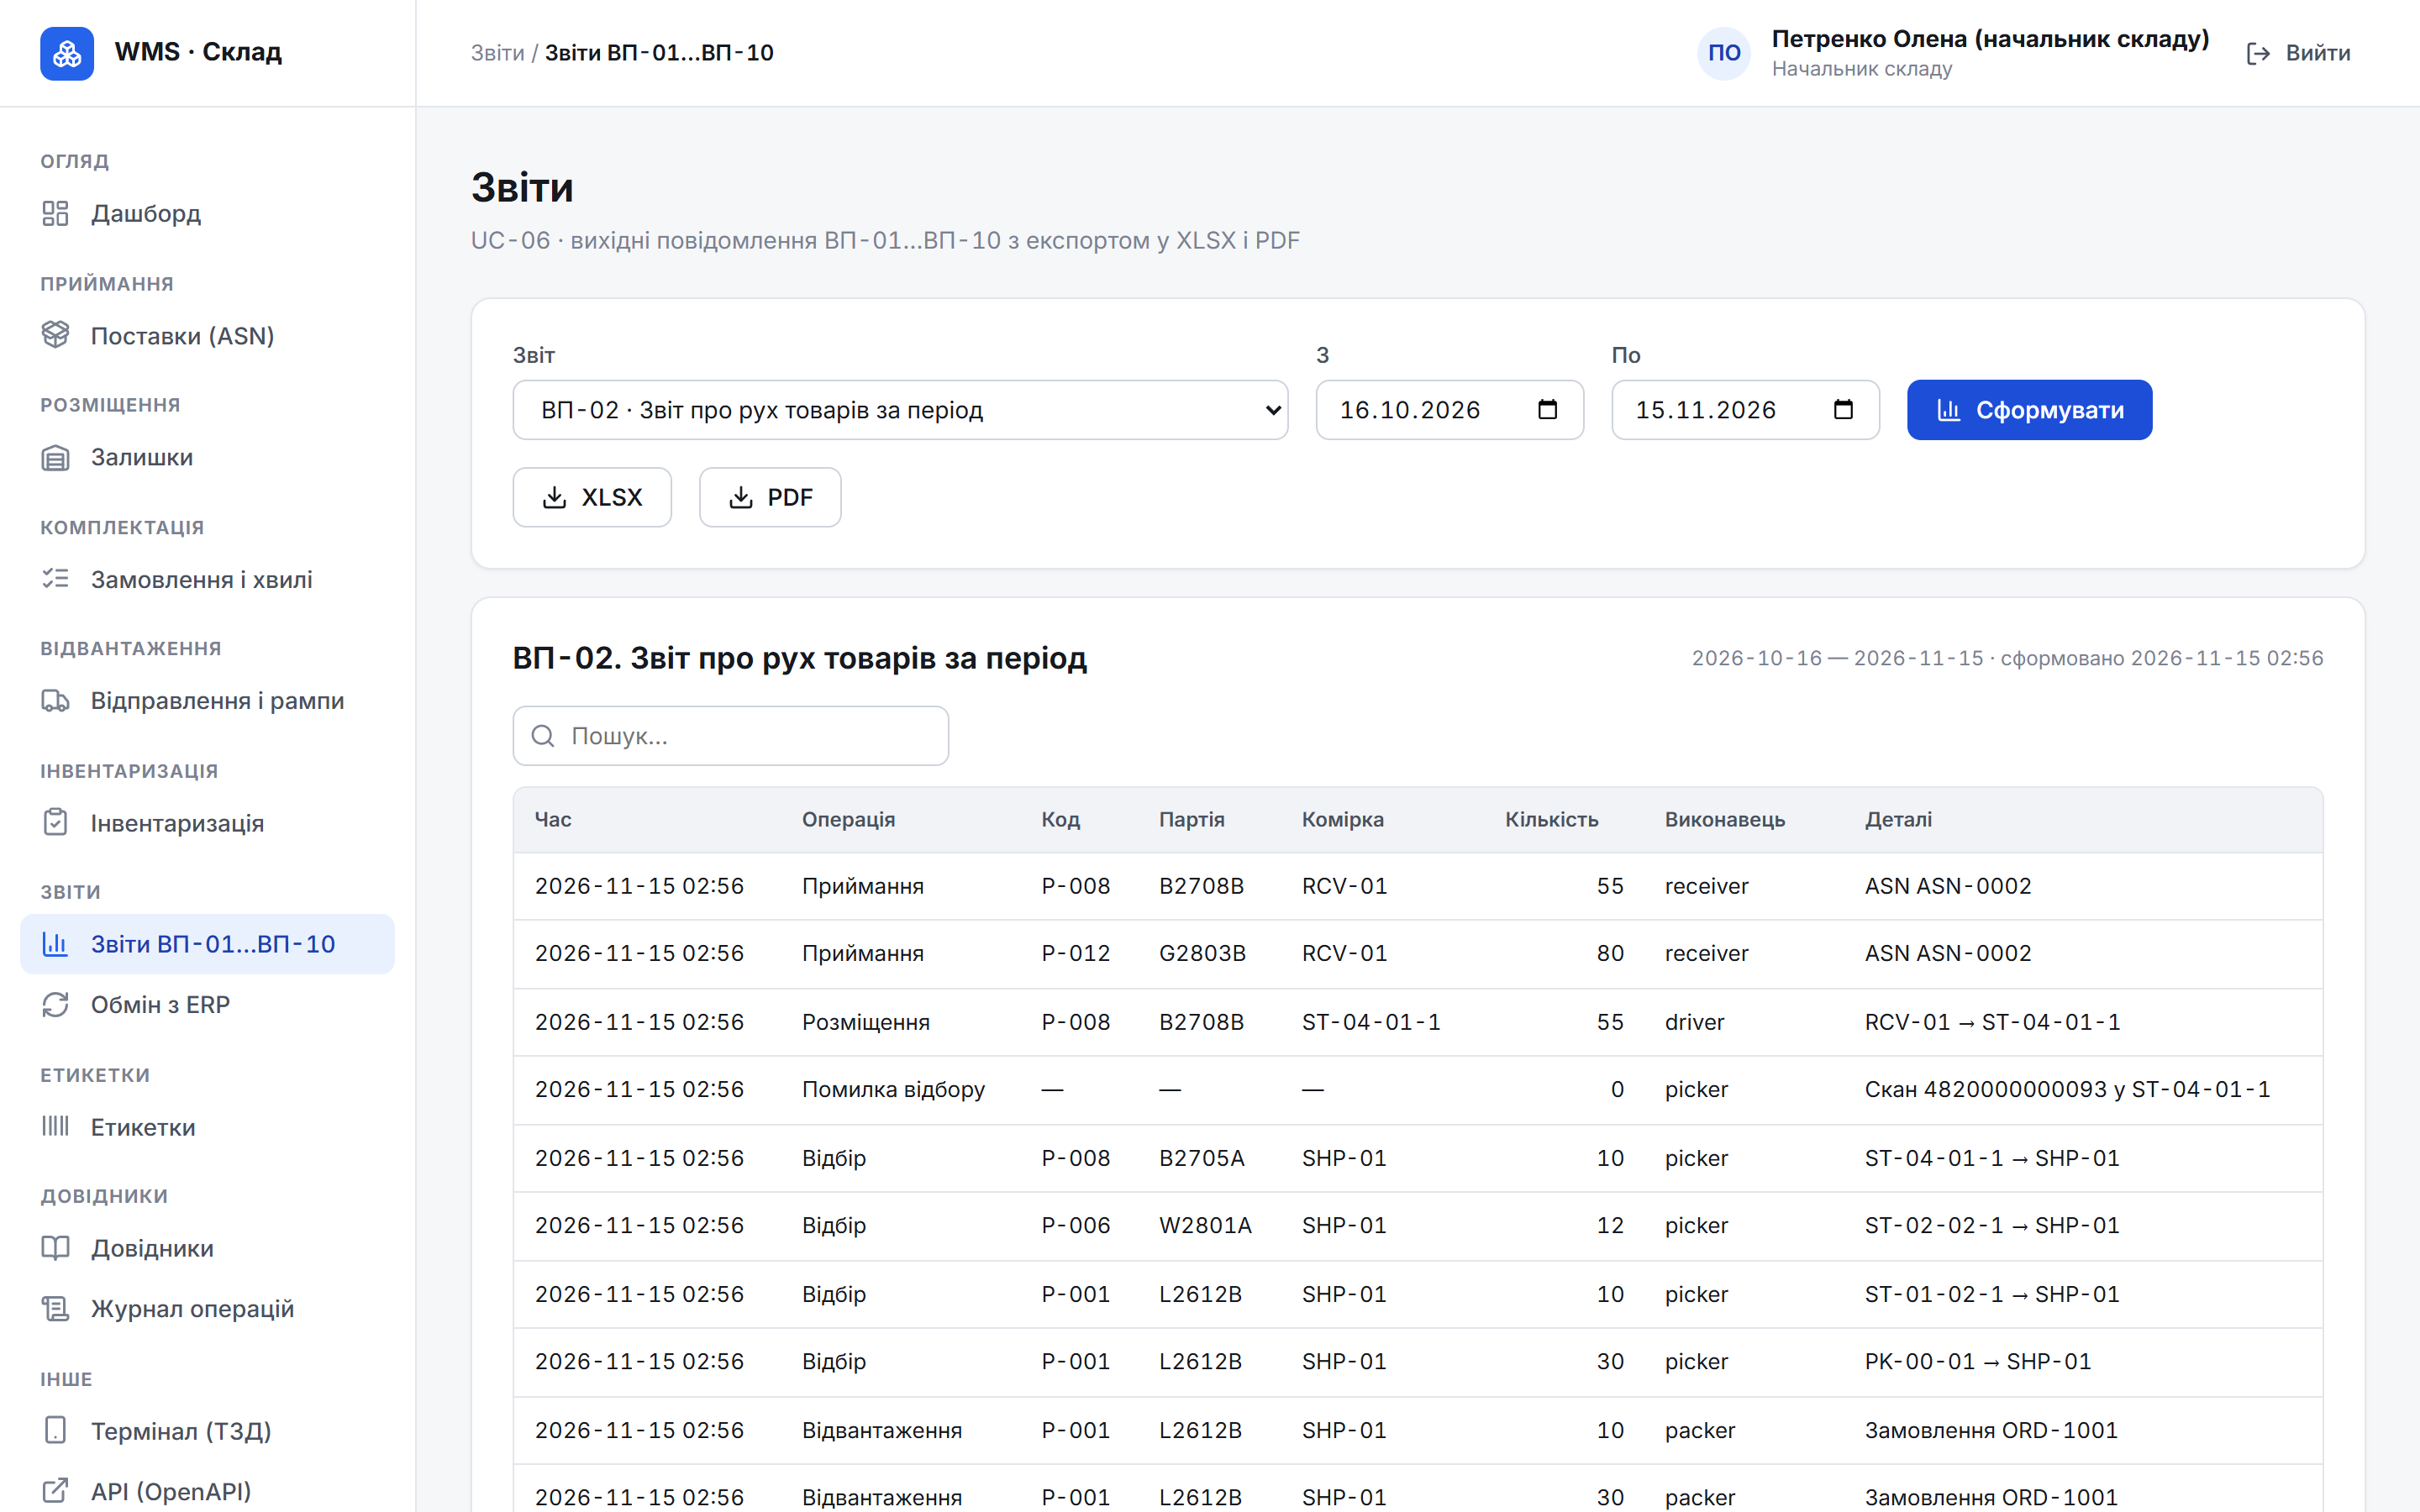 WMS · Склад
Звіти / Звіти ВП-01...ВП-10
ПО
Петренко Олена (начальник складу)
Начальник складу
Вийти
ОГЛЯД
Дашборд
ПРИЙМАННЯ
Поставки (ASN)
РОЗМІЩЕННЯ
Залишки
КОМПЛЕКТАЦІЯ
Замовлення і хвилі
ВІДВАНТАЖЕННЯ
Відправлення і рампи
ІНВЕНТАРИЗАЦІЯ
Інвентаризація
ЗВІТИ
Звіти ВП-01...ВП-10
Обмін з ERP
ЕТИКЕТКИ
Етикетки
ДОВІДНИКИ
Довідники
Журнал операцій
ІНШЕ
Термінал (ТЗД)
API (OpenAPI)
Звіти
UC-06 · вихідні повідомлення ВП-01...ВП-10 з експортом у XLSX і PDF
Звіт З По
ВП-02 · Звіт про рух товарів за період 16.10.2026 15.11.2026 Сформувати
XLSX PDF
ВП-02. Звіт про рух товарів за період 2026-10-16 — 2026-11-15 · сформовано 2026-11-15 02:56
Пошук...
Час Операція Код Партія Комірка Кількість Виконавець Деталі
2026-11-15 02:56 Приймання P-008 B2708B RCV-01 55 receiver ASN ASN-0002
2026-11-15 02:56 Приймання P-012 G2803B RCV-01 80 receiver ASN ASN-0002
2026-11-15 02:56 Розміщення P-008 B2708B ST-04-01-1 55 driver RCV-01 → ST-04-01-1
2026-11-15 02:56 Помилка відбору — — — 0 picker Скан 4820000000093 у ST-04-01-1
2026-11-15 02:56 Відбір P-008 B2705A SHP-01 10 picker ST-04-01-1 → SHP-01
2026-11-15 02:56 Відбір P-006 W2801A SHP-01 12 picker ST-02-02-1 → SHP-01
2026-11-15 02:56 Відбір P-001 L2612B SHP-01 10 picker ST-01-02-1 → SHP-01
2026-11-15 02:56 Відбір P-001 L2612B SHP-01 30 picker PK-00-01 → SHP-01
2026-11-15 02:56 Відвантаження P-001 L2612B SHP-01 10 packer Замовлення ORD-1001
2026-11-15 02:56 Відвантаження P-001 L2612B SHP-01 30 packer Замовлення ORD-1001